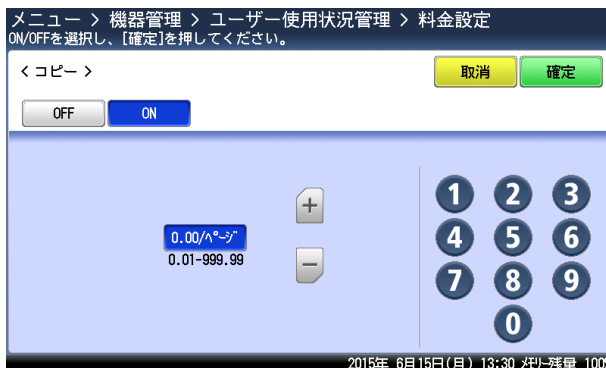 メニュー > 機器管理 > ユーザー使用状況管理 > 料金設定
ON/OFFを選択し、[確定]を押してください。
<コピー>
取消
確定
OFF
ON
0.00/ページ
0.01-999.99
+
-
1 2 3
4 5 6
7 8 9
0
2015年 6月15日(月) 13:30 メモリー残量 100